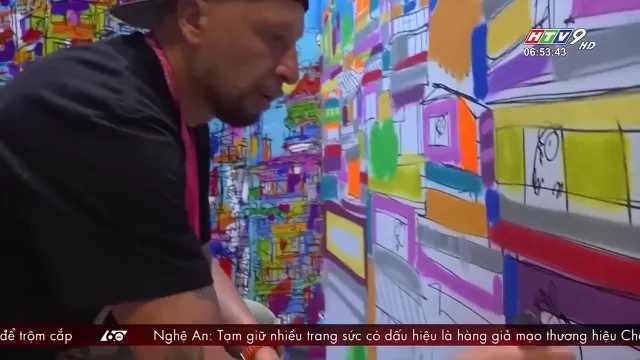 HTV9 HD
06:53:43
để trộm cắp 60 Nghệ An: Tạm giữ nhiều trang sức có dấu hiệu là hàng giả mạo thương hiệu Ch